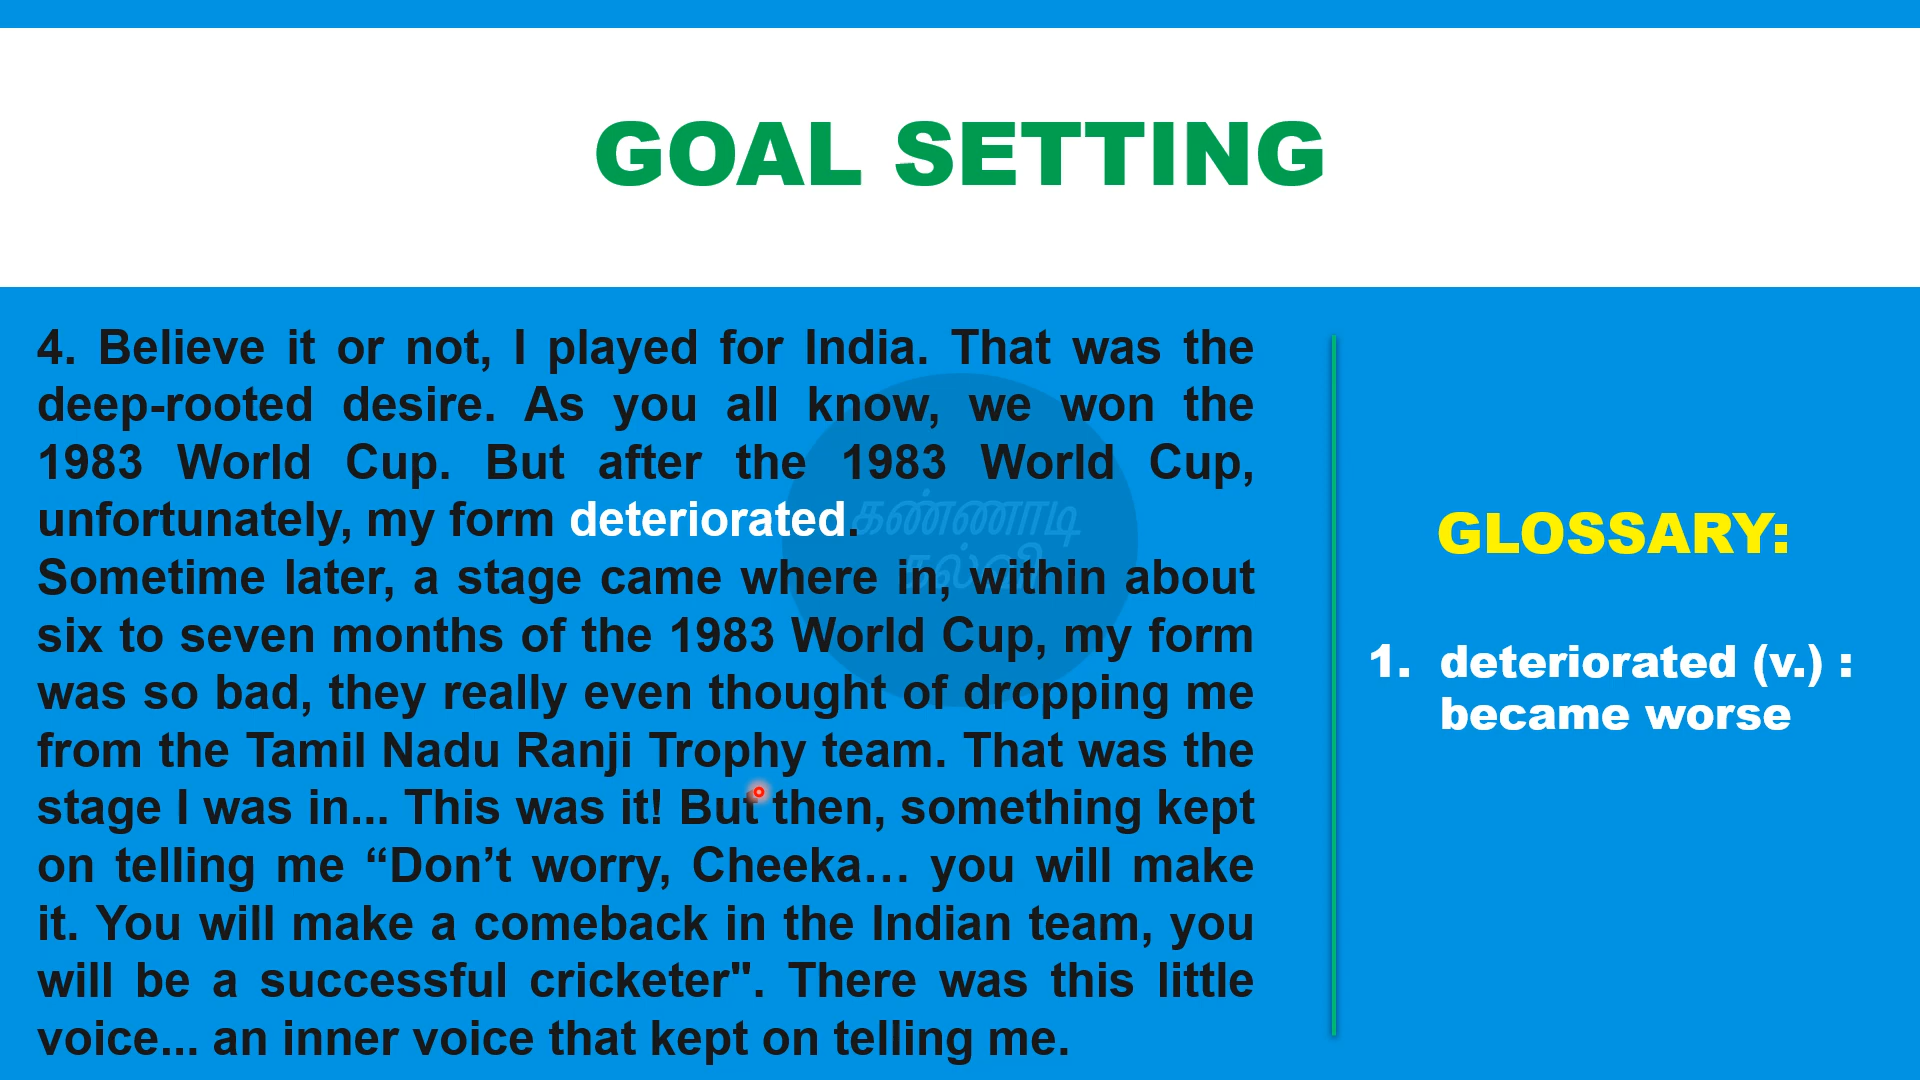 GOAL SETTING
4. Believe it or not, I played for India. That was the
deep-rooted desire. As you all know, we won the
1983 World Cup. But after the 1983 World Cup,
unfortunately, my form deteriorated.
Sometime later, a stage came where in, within about
six to seven months of the 1983 World Cup, my form
was so bad, they really even thought of dropping me
from the Tamil Nadu Ranji Trophy team. That was the
stage I was in... This was it! But then, something kept
on telling me “Don’t worry, Cheeka… you will make
it. You will make a comeback in the Indian team, you
will be a successful cricketer". There was this little
voice... an inner voice that kept on telling me.
கண்ணாடி
கல்வி
GLOSSARY:
1. deteriorated (v.) :
became worse